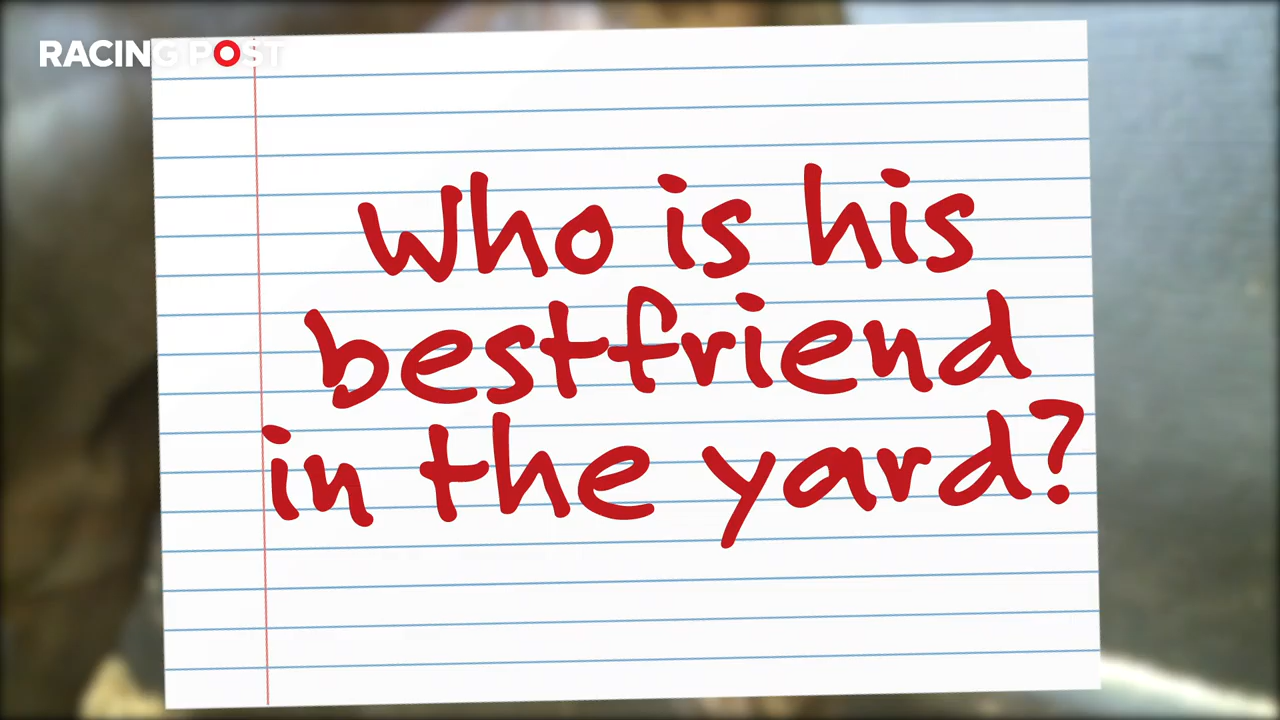 RACING POST
Who is his
bestfriend
in the yard?